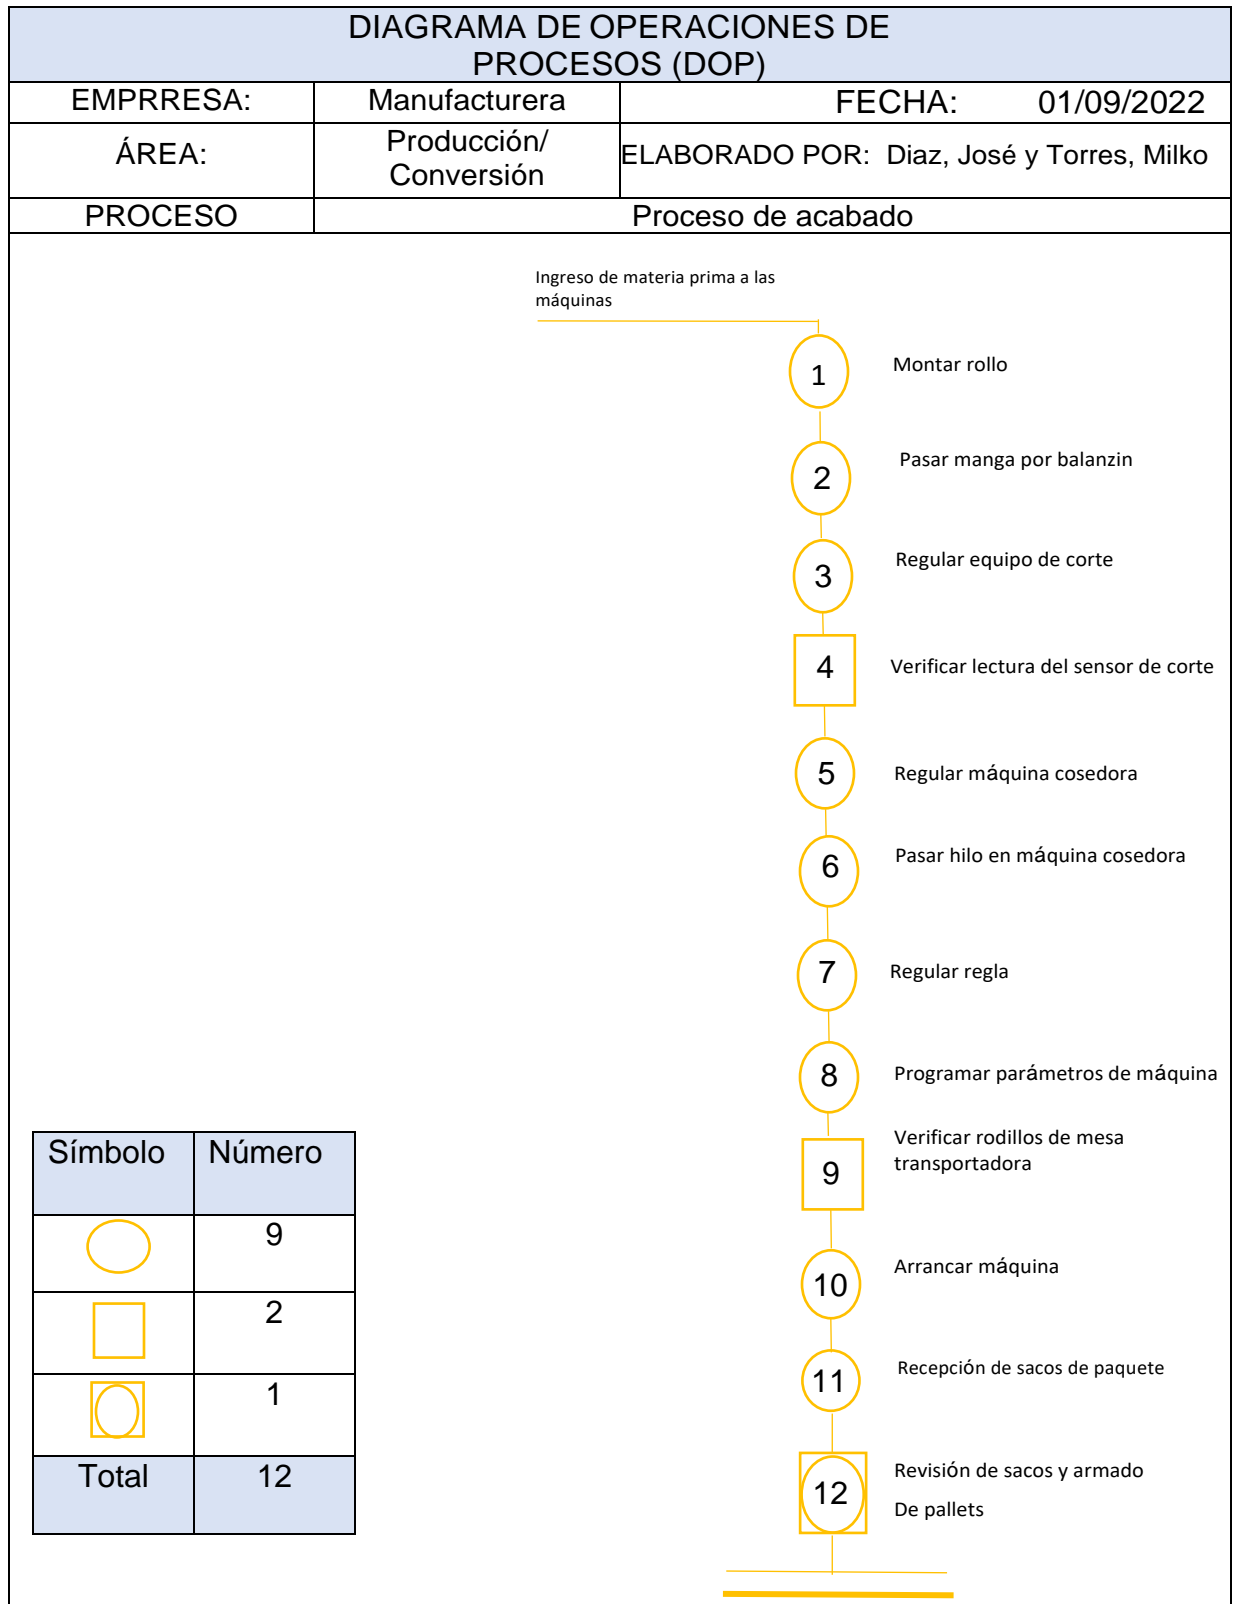 DIAGRAMA DE OPERACIONES DE
PROCESOS (DOP)
EMPRRESA:
Manufacturera
FECHA: 01/09/2022
ÁREA:
Producción/
Conversión
ELABORADO POR: Diaz, José y Torres, Milko
PROCESO
Proceso de acabado
Ingreso de materia prima a las
máquinas
1 Montar rollo
2 Pasar manga por balanzin
3 Regular equipo de corte
4 Verificar lectura del sensor de corte
5 Regular máquina cosedora
6 Pasar hilo en máquina cosedora
7 Regular regla
8 Programar parámetros de máquina
9 Verificar rodillos de mesa
transportadora
10 Arrancar máquina
11 Recepción de sacos de paquete
12 Revisión de sacos y armado
De pallets
Símbolo Número
9
2
1
Total 12